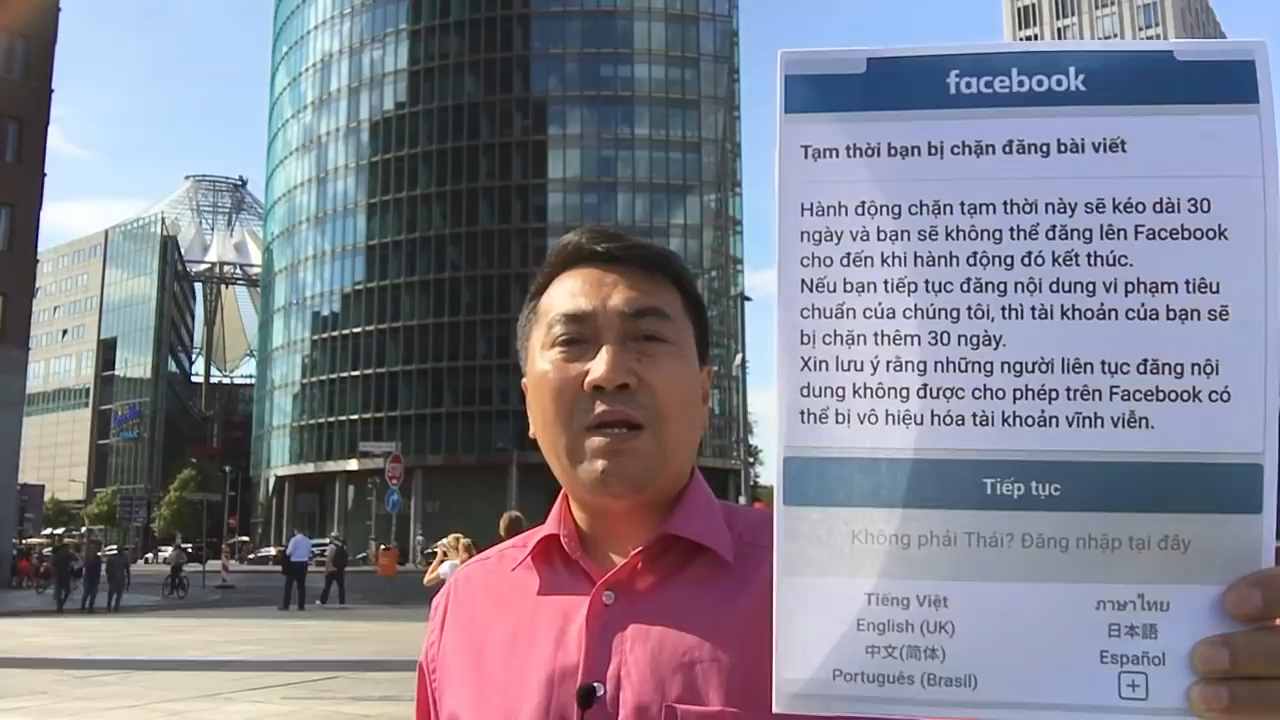 facebook
Tạm thời bạn bị chặn đăng bài viết
Hành động chặn tạm thời này sẽ kéo dài 30
ngày và bạn sẽ không thể đăng lên Facebook
cho đến khi hành động đó kết thúc.
Nếu bạn tiếp tục đăng nội dung vi phạm tiêu
chuẩn của chúng tôi, thì tài khoản của bạn sẽ
bị chặn thêm 30 ngày.
Xin lưu ý rằng những người liên tục đăng nội
dung không được cho phép trên Facebook có
thể bị vô hiệu hóa tài khoản vĩnh viễn.
Tiếp tục
Không phải Thái? Đăng nhập tại đây
Tiếng Việt
ภาษาไทย
English (UK)
日本語
中文(简体)
Español
Português (Brasil)
STOP